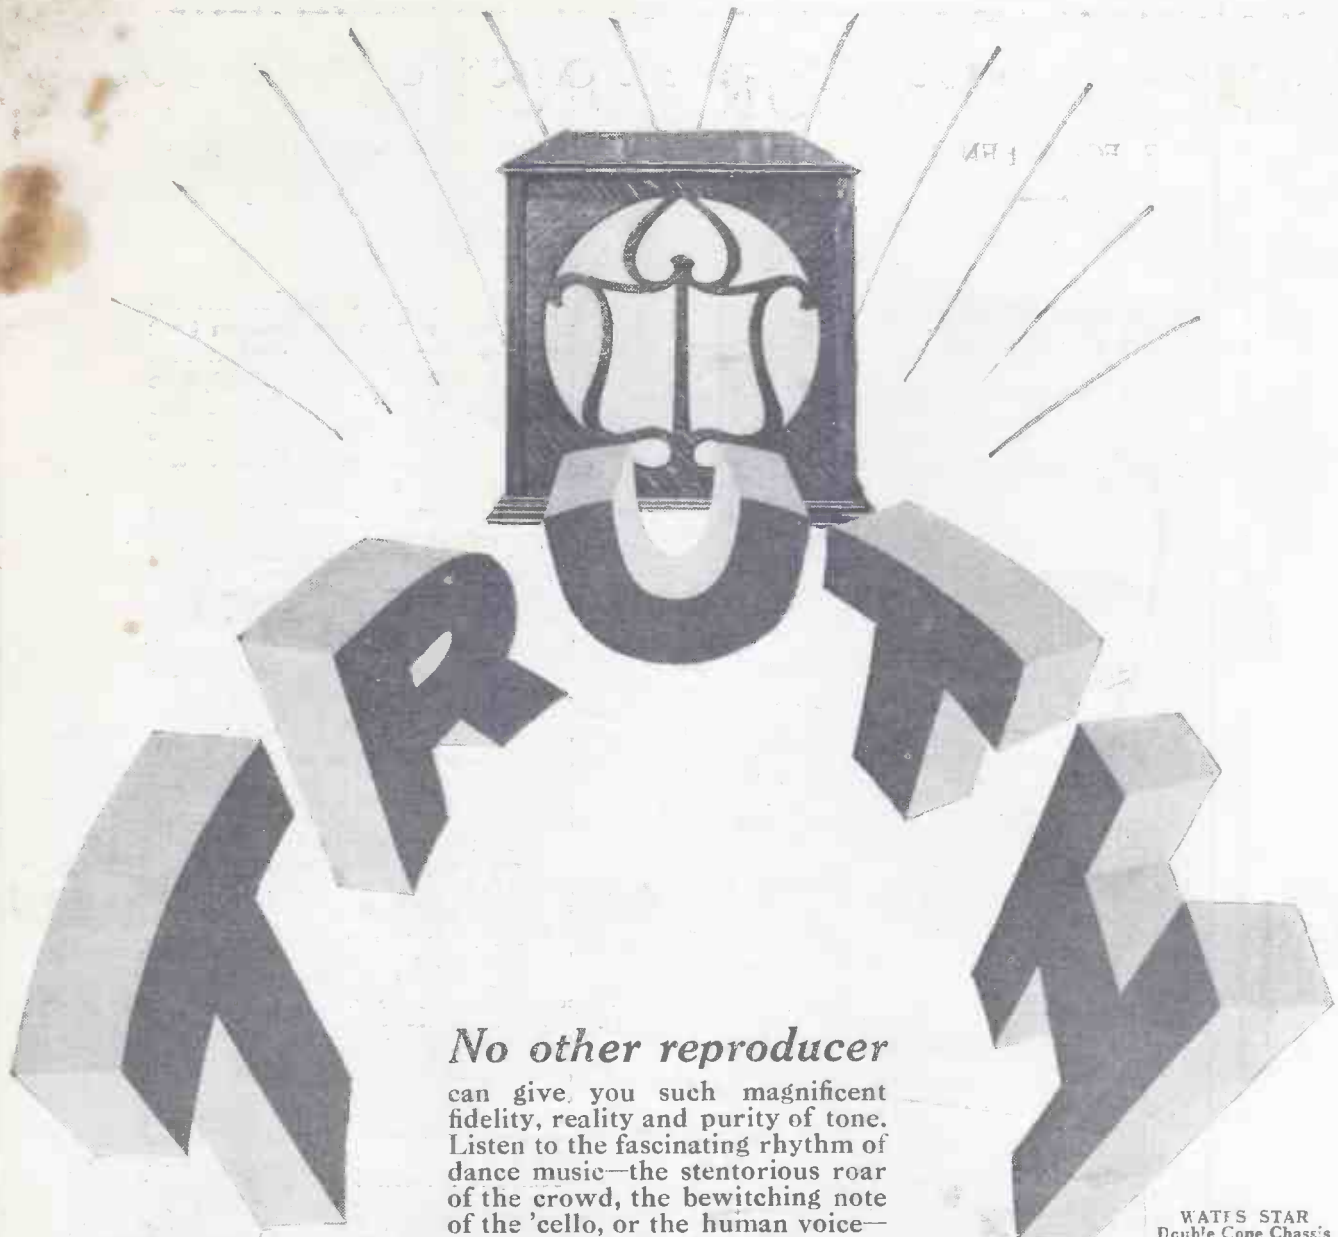 TRUTH
No other reproducer
can give you such magnificent
fidelity, reality and purity of tone.
Listen to the fascinating rhythm of
dance music—the stentorious roar
of the crowd, the bewitching note
of the 'cello, or the human voice—
WATES STAR
Double Cone Chassis